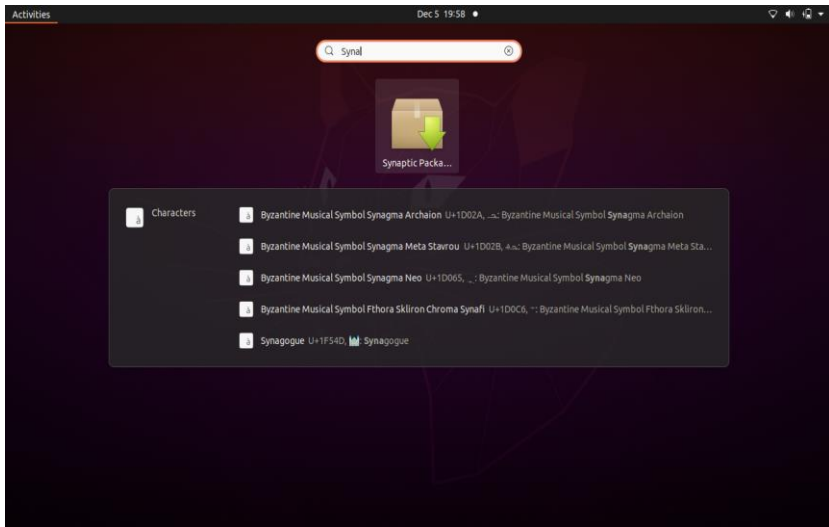 Activities
Dec 5 19:58
Syna
Synaptic Packa...
Characters
Byzantine Musical Symbol Synagma Archaion U+1D02A, : Byzantine Musical Symbol Synagma Archaion
Byzantine Musical Symbol Synagma Meta Stavrou U+1D02B, : Byzantine Musical Symbol Synagma Meta Sta...
Byzantine Musical Symbol Synagma Neo U+1D065, : Byzantine Musical Symbol Synagma Neo
Byzantine Musical Symbol Fthora Skliron Chroma Synafi U+1D0C6, : Byzantine Musical Symbol Fthora Skliron...
Synagogue U+1F54D, 🕍: Synagogue